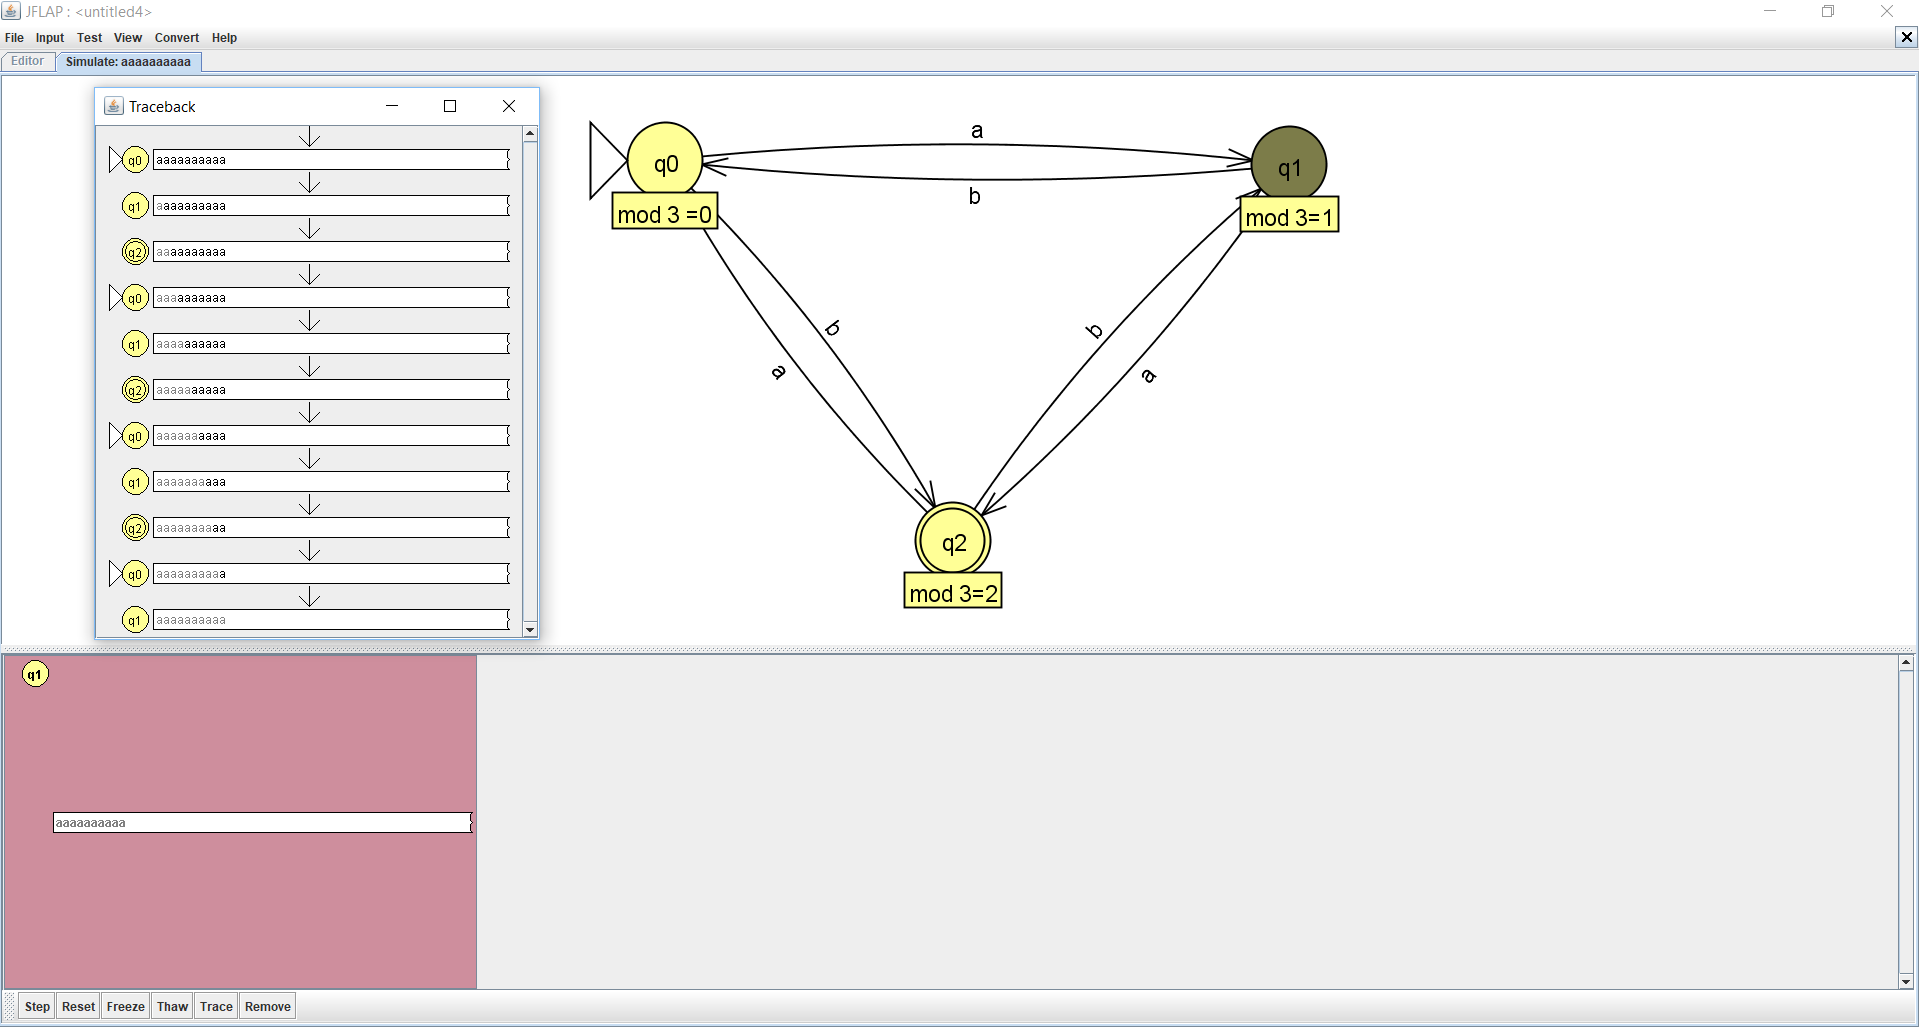 JFLAP : <untitled4>
File Input Test View Convert Help
Editor Simulate: aaaaaaaaaa
Traceback
q0 aaaaaaaaaa
q1 aaaaaaaaaa
q2 aaaaaaaaaa
q0 aaaaaaaaaa
q1 aaaaaaaaaa
q2 aaaaaaaaaa
q0 aaaaaaaaaa
q1 aaaaaaaaaa
q2 aaaaaaaaaa
q0 aaaaaaaaaa
q1 aaaaaaaaaa
a
q0
q1
b
mod 3 =0
mod 3=1
b
b
a
a
q2
mod 3=2
q1
aaaaaaaaaa
Step Reset Freeze Thaw Trace Remove